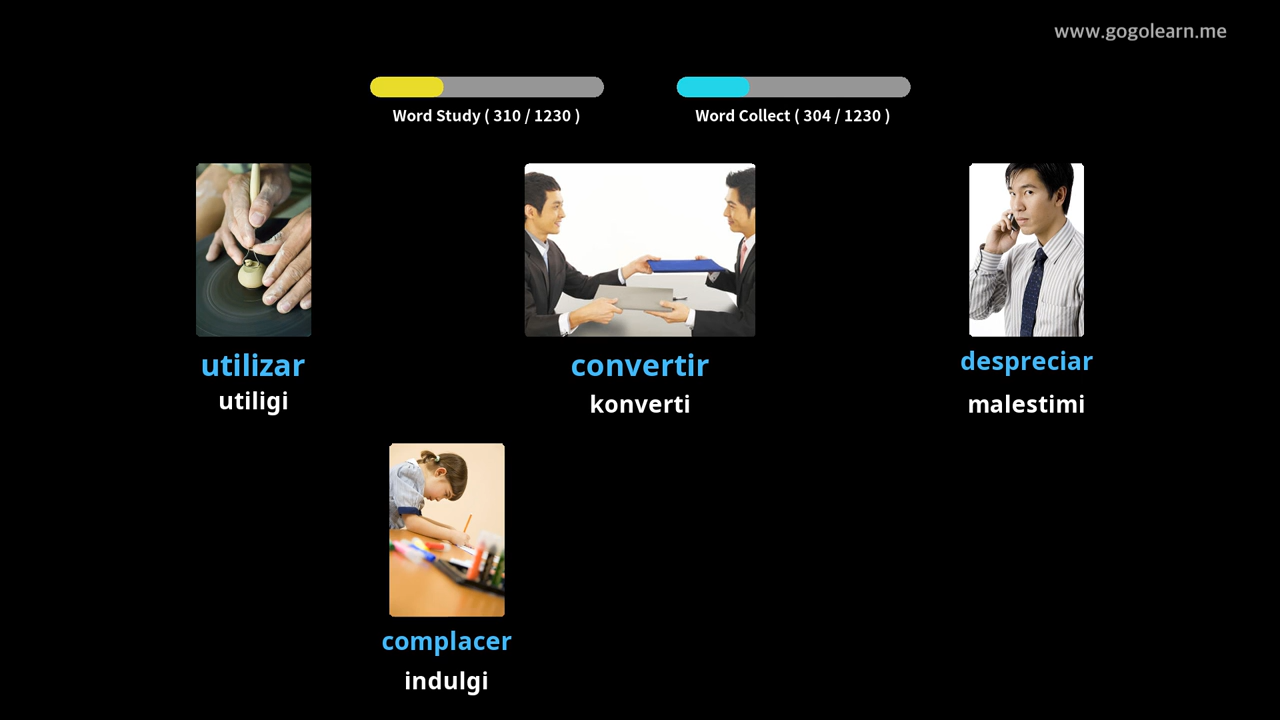 www.gogolearn.me
Word Study ( 310 / 1230 )
Word Collect ( 304 / 1230 )
utilizar
utiligi
convertir
konverti
despreciar
malestimi
complacer
indulgi